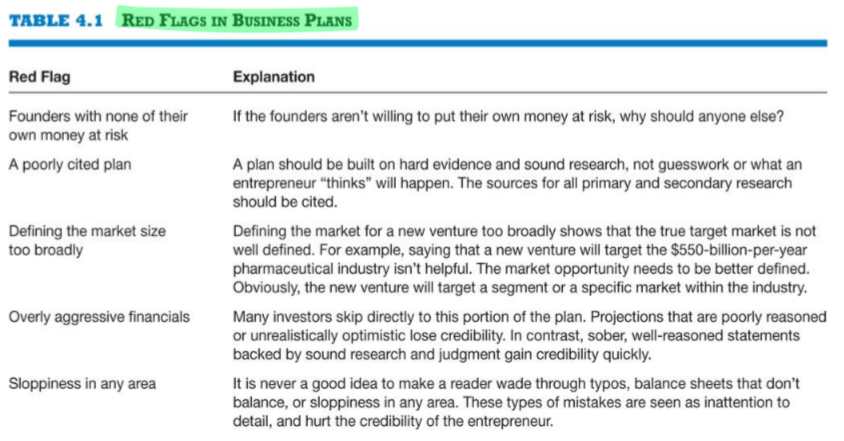 TABLE 4.1 RED FLAGS IN BUSINESS PLANS
Red Flag Explanation
Founders with none of their If the founders aren’t willing to put their own money at risk, why should anyone else?
own money at risk
A poorly cited plan A plan should be built on hard evidence and sound research, not guesswork or what an
entrepreneur “thinks” will happen. The sources for all primary and secondary research
should be cited.
Defining the market size Defining the market for a new venture too broadly shows that the true target market is not
too broadly well defined. For example, saying that a new venture will target the $550-billion-per-year
pharmaceutical industry isn’t helpful. The market opportunity needs to be better defined.
Obviously, the new venture will target a segment or a specific market within the industry.
Overly aggressive financials Many investors skip directly to this portion of the plan. Projections that are poorly reasoned
or unrealistically optimistic lose credibility. In contrast, sober, well-reasoned statements
backed by sound research and judgment gain credibility quickly.
Sloppiness in any area It is never a good idea to make a reader wade through typos, balance sheets that don’t
balance, or sloppiness in any area. These types of mistakes are seen as inattention to
detail, and hurt the credibility of the entrepreneur.